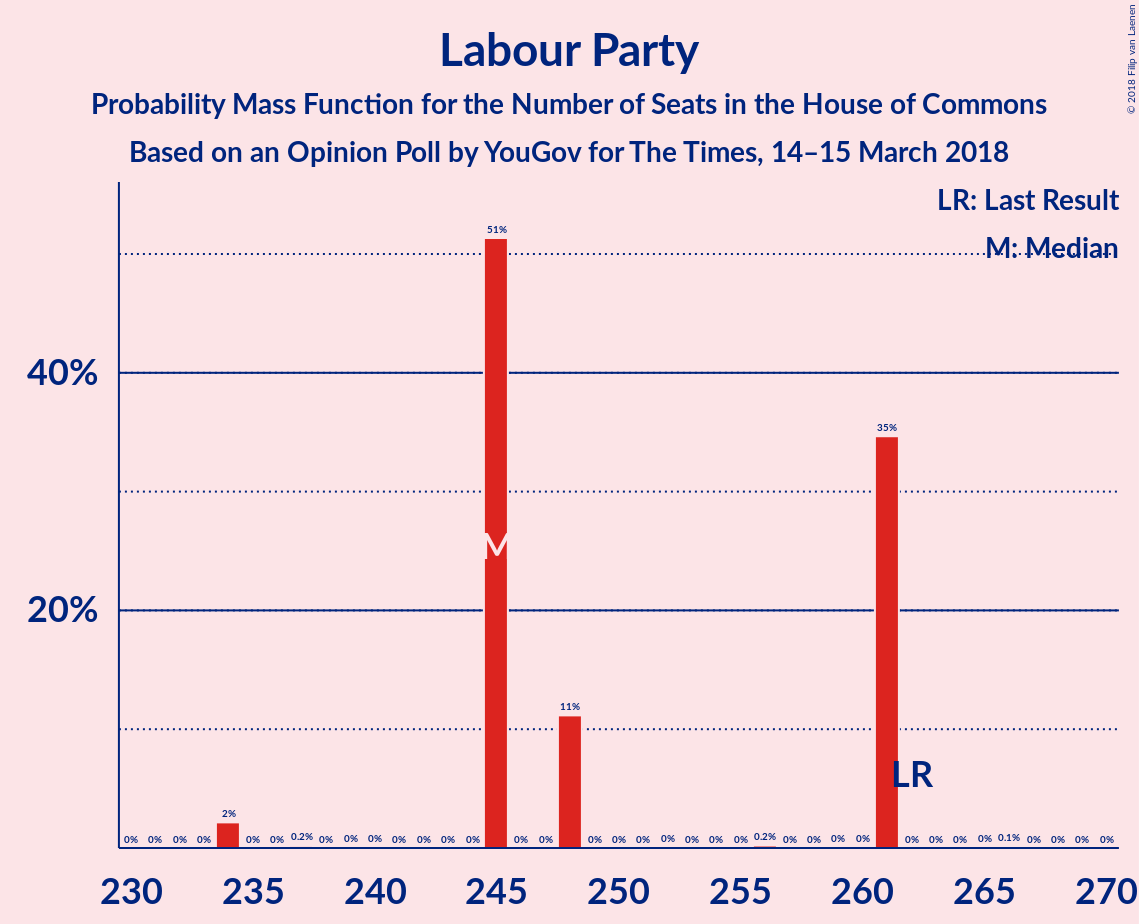 Labour Party
Probability Mass Function for the Number of Seats in the House of Commons
Based on an Opinion Poll by YouGov for The Times, 14–15 March 2018
© 2018 Filip van Laenen
LR: Last Result
M: Median
40%
20%
51%
35%
M
11%
LR
2%
0% 0% 0% 0% 0% 0% 0.2% 0% 0% 0% 0% 0% 0% 0% 0% 0% 0% 0% 0% 0% 0% 0% 0% 0.2% 0% 0% 0% 0% 0% 0% 0% 0% 0.1% 0% 0% 0% 0%
230 235 240 245 250 255 260 265 270